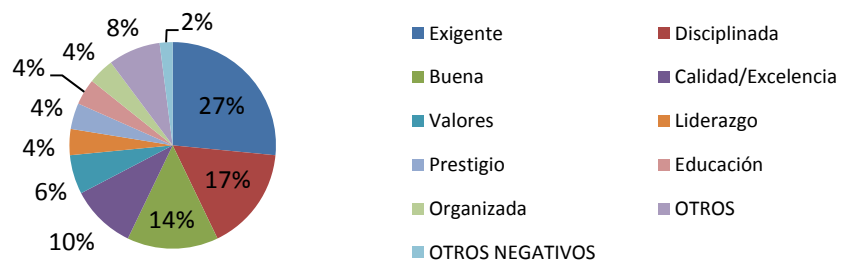 8%
2%
4%
4%
27%
4%
4%
17%
6%
14%
10%
Exigente
Disciplinada
Buena
Calidad/Excelencia
Valores
Liderazgo
Prestigio
Educación
Organizada
OTROS
OTROS NEGATIVOS